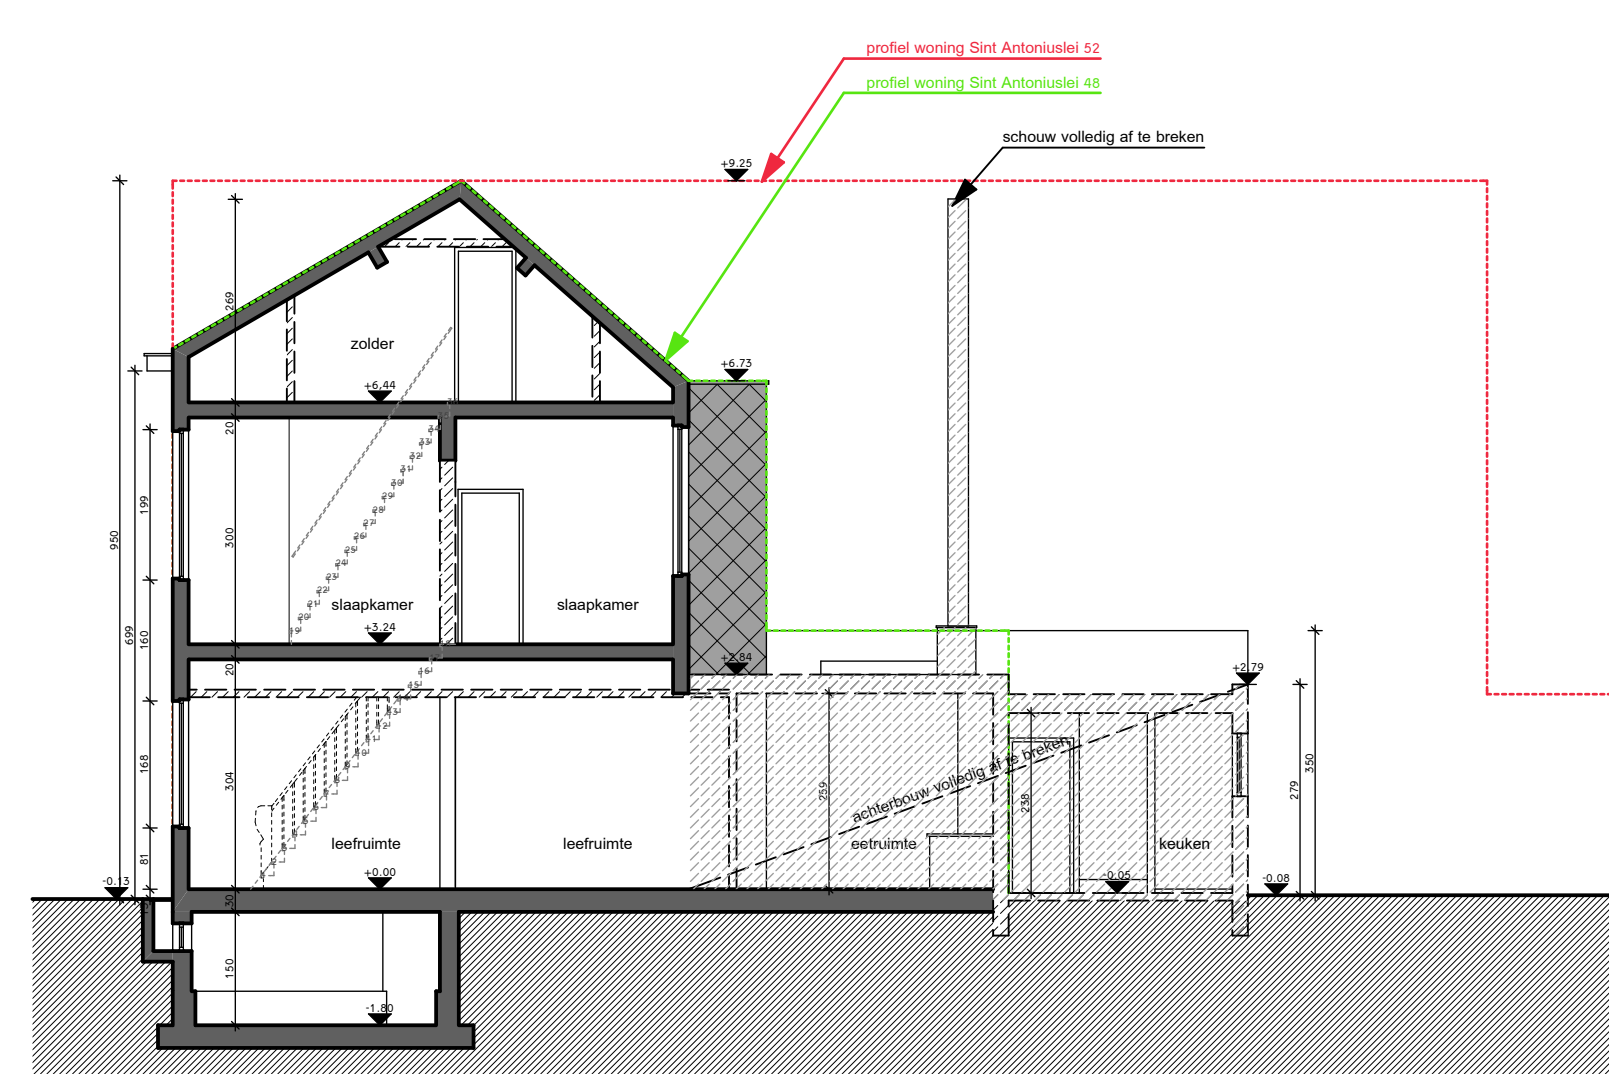 profiel woning Sint Antoniuslei 52
profiel woning Sint Antoniuslei 48
schouw volledig af te breken
+9.25
269
zolder
+6.73
+6,44
20
199
950
300
slaapkamer
slaapkamer
+3.24
699
160
20
+2.84
+2.79
168
304
259
achterbouw volledig af te breken
238
279
350
leefruimte
leefruimte
eetruimte
keuken
81
+0.00
-0.13
-0.05
-0.08
30
150
-1.80